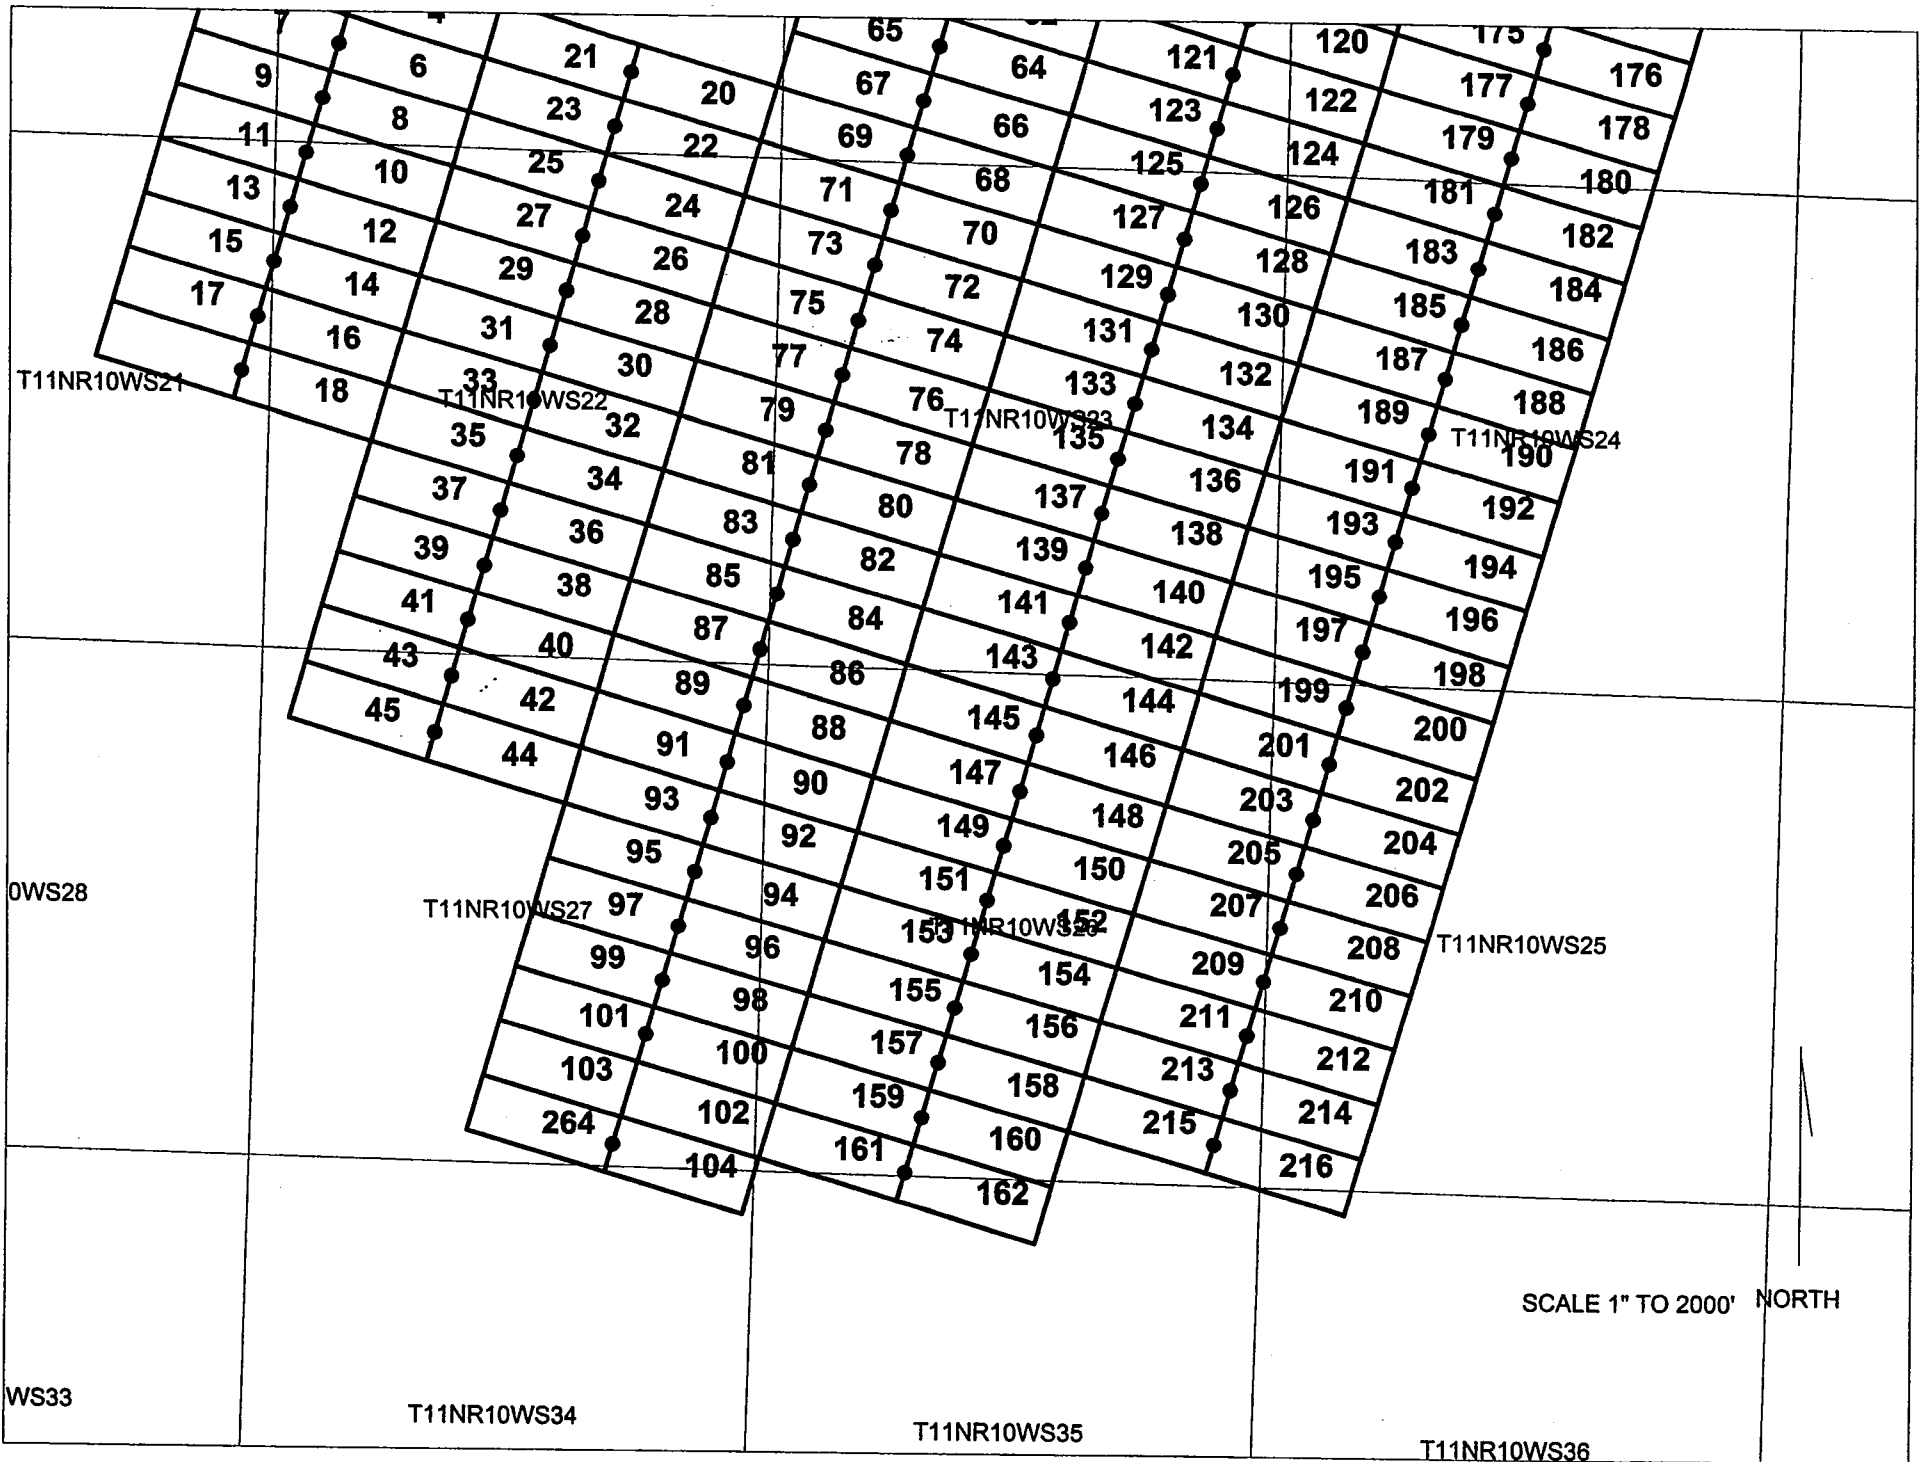 65 64 121 120 175 176
9 6 21 20 67 66 123 122 177 178
11 8 23 22 69 68 125 124 179 180
13 10 25 24 71 70 127 126 181 182
15 12 27 26 73 72 129 128 183 184
17 14 29 28 75 74 131 130 185 186
16 31 30 77 76 133 132 187 188
T11NR10WS21 18 33 T11NR10WS22 32 79 78 T11NR10WS23 135 134 189 T11NR10WS24 190
35 34 81 80 137 136 191 192
37 36 83 82 139 138 193 194
39 38 85 84 141 140 195 196
41 40 87 86 143 142 197 198
43 42 89 88 145 144 199 200
45 44 91 90 147 146 201 202
93 92 149 148 203 204
95 94 151 150 205 206
0WS28 T11NR10WS27 97 96 153 152 207 208 T11NR10WS25
99 98 155 154 209 210
101 100 157 156 211 212
103 102 159 158 213 214
264 104 161 160 215 216
162
SCALE 1" TO 2000' NORTH
WS33 T11NR10WS34 T11NR10WS35 T11NR10WS36